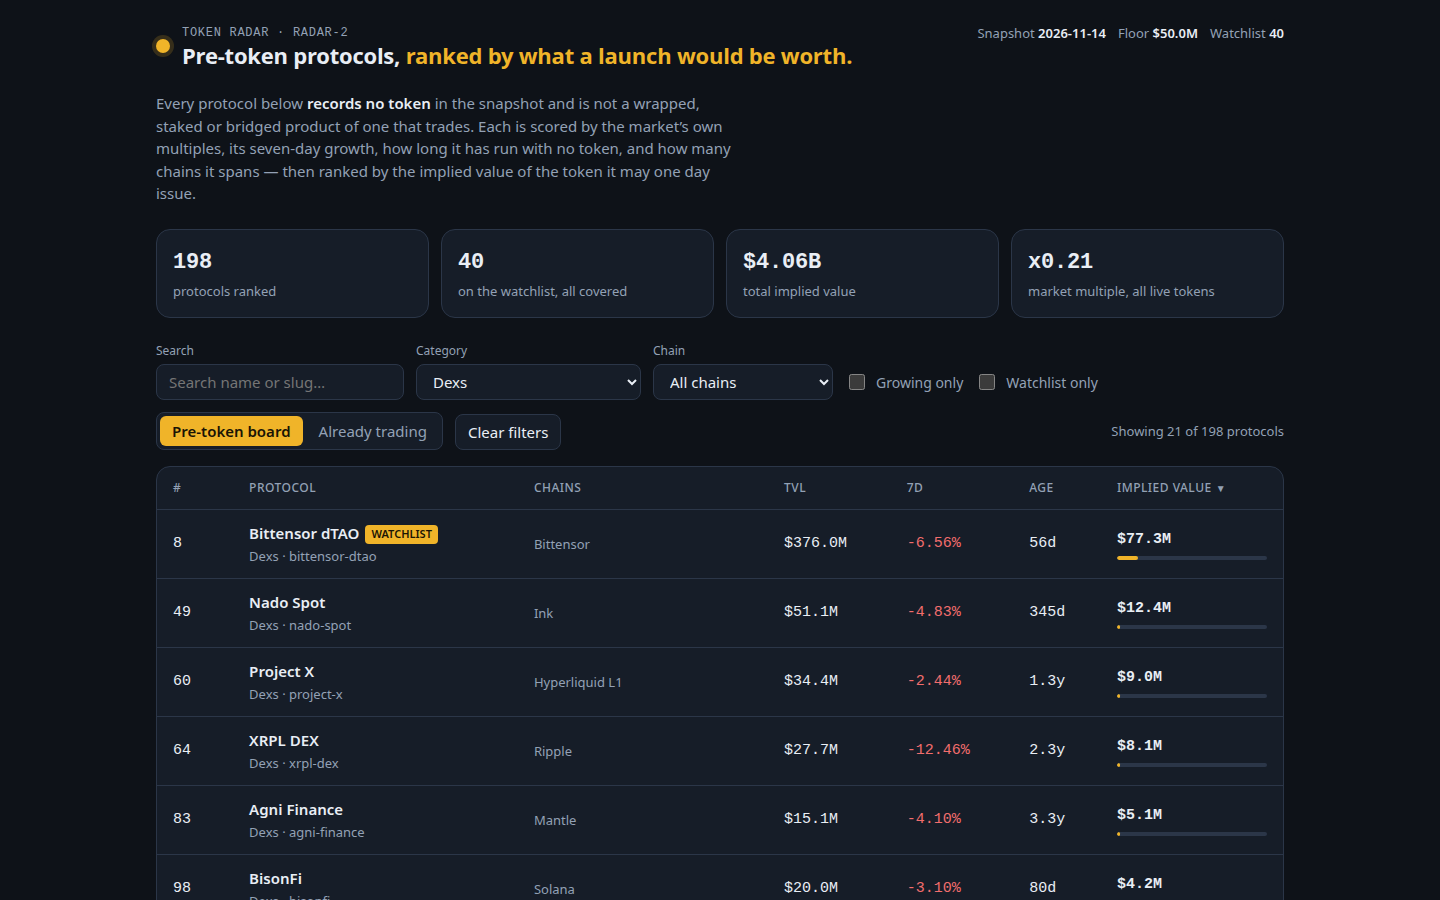 TOKEN RADAR · RADAR-2
Pre-token protocols, ranked by what a launch would be worth.
Snapshot 2026-11-14 Floor $50.0M Watchlist 40
Every protocol below records no token in the snapshot and is not a wrapped,
staked or bridged product of one that trades. Each is scored by the market’s own
multiples, its seven-day growth, how long it has run with no token, and how many
chains it spans — then ranked by the implied value of the token it may one day
issue.
198
protocols ranked
40
on the watchlist, all covered
$4.06B
total implied value
x0.21
market multiple, all live tokens
Search
Category
Chain
Search name or slug...
Dexs
All chains
Growing only
Watchlist only
Pre-token board
Already trading
Clear filters
Showing 21 of 198 protocols
# PROTOCOL CHAINS TVL 7D AGE IMPLIED VALUE ▼
8 Bittensor dTAO WATCHLIST Bittensor $376.0M -6.56% 56d $77.3M
Dexs · bittensor-dtao
49 Nado Spot Ink $51.1M -4.83% 345d $12.4M
Dexs · nado-spot
60 Project X Hyperliquid L1 $34.4M -2.44% 1.3y $9.0M
Dexs · project-x
64 XRPL DEX Ripple $27.7M -12.46% 2.3y $8.1M
Dexs · xrpl-dex
83 Agni Finance Mantle $15.1M -4.10% 3.3y $5.1M
Dexs · agni-finance
98 BisonFi Solana $20.0M -3.10% 80d $4.2M
Dexs · bisonfi